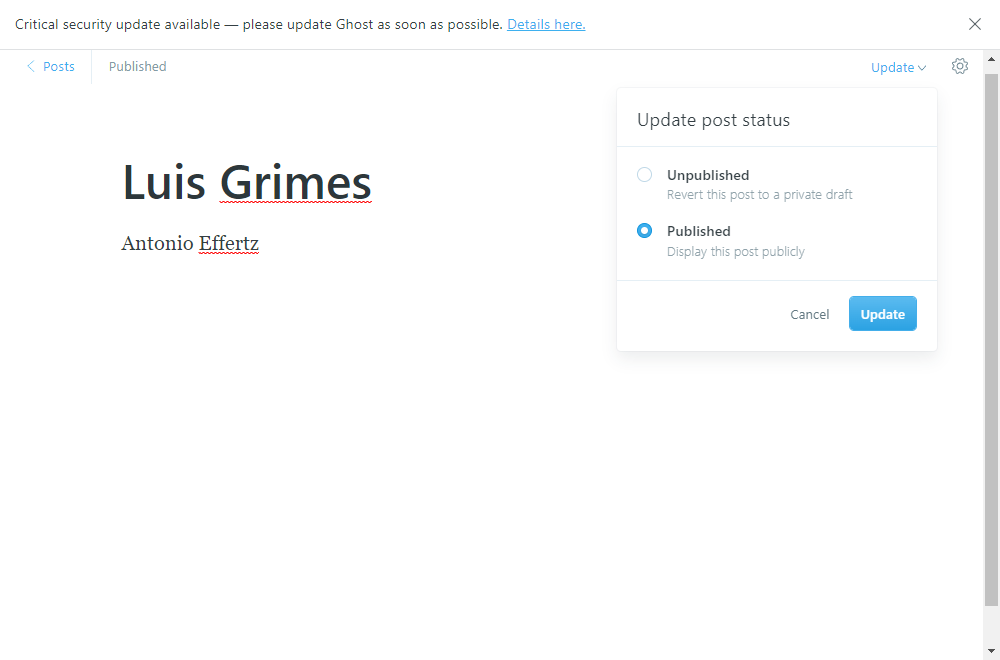 Critical security update available — please update Ghost as soon as possible. Details here.
Posts
Published
Update
Update post status
Luis Grimes
Antonio Effertz
Unpublished
Revert this post to a private draft
Published
Display this post publicly
Cancel
Update